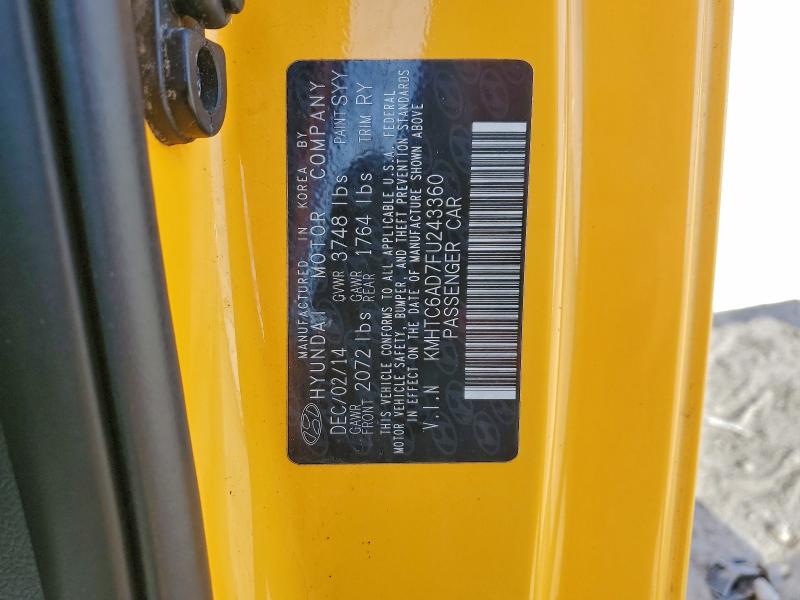 MANUFACTURED IN KOREA BY
HYUNDAI MOTOR COMPANY
DEC/02/14 GVWR 3748 lbs PAINT SYY
GAWR FRONT 2072 lbs GAWR REAR 1764 lbs TRIM RY
THIS VEHICLE CONFORMS TO ALL APPLICABLE U.S.A. FEDERAL
MOTOR VEHICLE SAFETY, BUMPER, AND THEFT PREVENTION STANDARDS
IN EFFECT ON THE DATE OF MANUFACTURE SHOWN ABOVE
V.I.N KMHTC6AD7FU243360
PASSENGER CAR